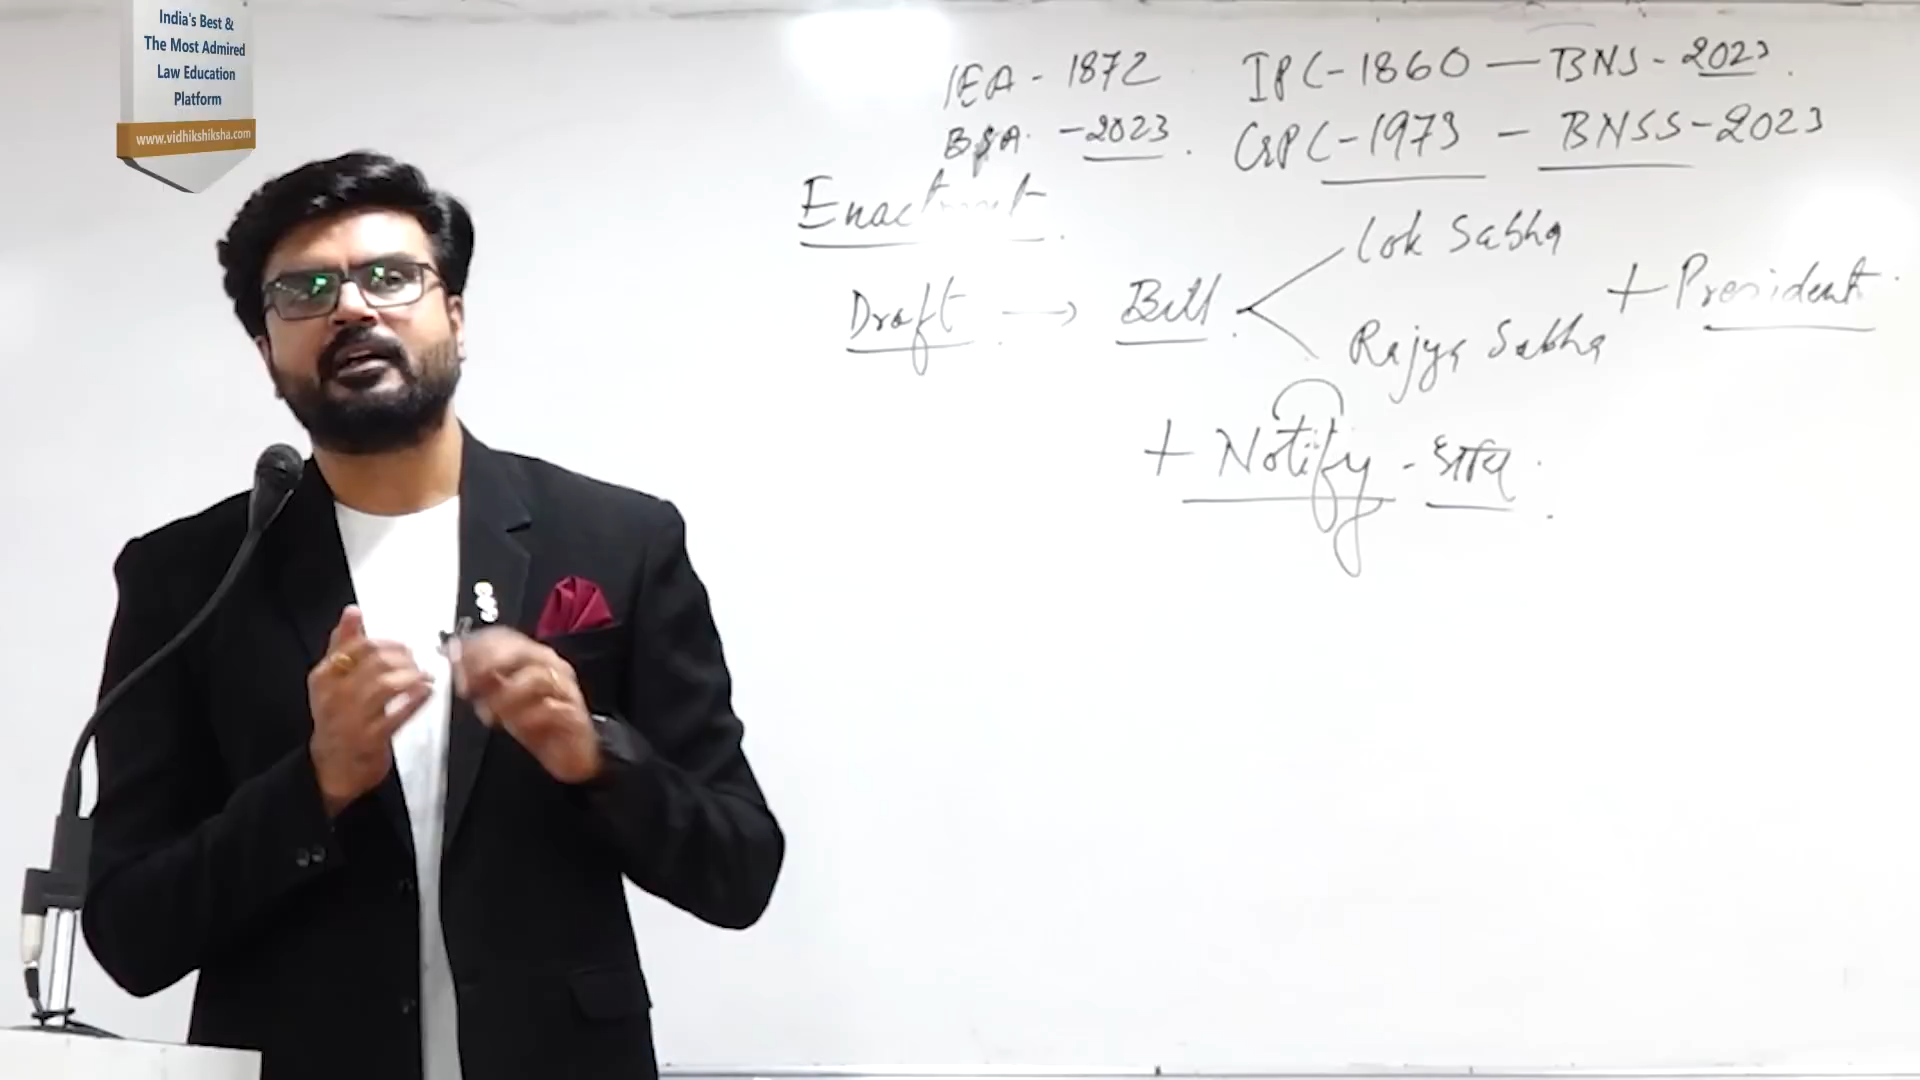 India's Best &
The Most Admired
Law Education
Platform
www.vidhikshiksha.com
IEA - 1872
BSA - 2023.
IPC - 1860 — BNS - 2023.
CrPC - 1973 — BNSS - 2023
Enactment.
Draft → Bill
Lok Sabha
Rajya Sabha
+ President.
+ Notify -